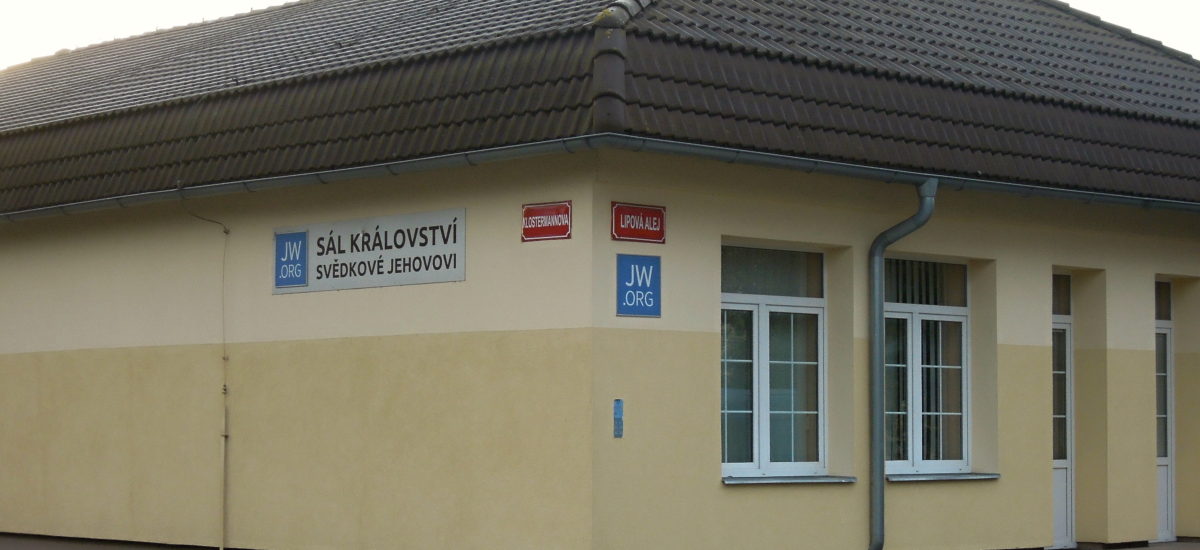 JW
.ORG
SÁL KRÁLOVSTVÍ
SVĚDKOVÉ JEHOVOVI
KLOSTERMANNOVA
LIPOVÁ ALEJ
JW
.ORG